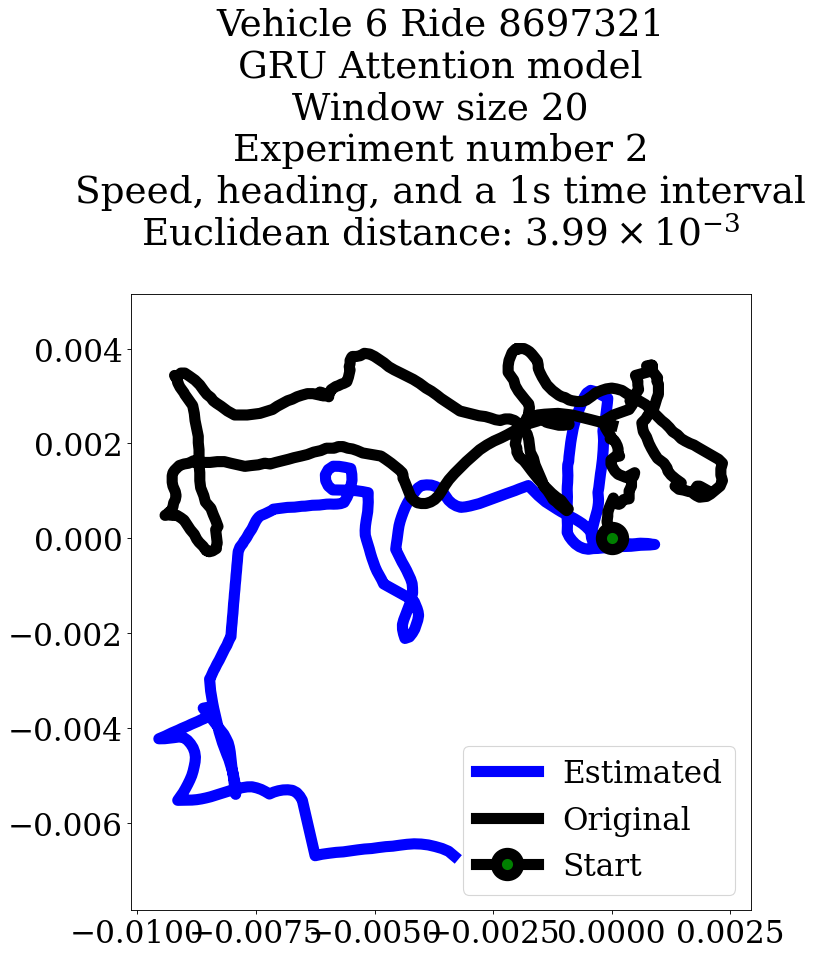 Vehicle 6 Ride 8697321
GRU Attention model
Window size 20
Experiment number 2
Speed, heading, and a 1s time interval
Euclidean distance: 3.99 × 10⁻³
0.004
0.002
0.000
−0.002
−0.004
−0.006
Estimated
Original
Start
−0.0100 −0.0075 −0.0050 −0.0025 0.0000 0.0025